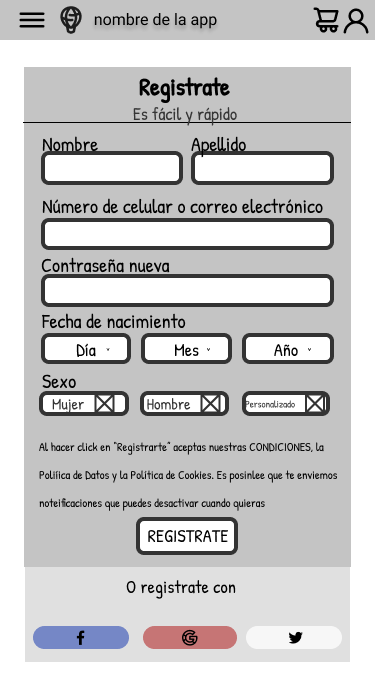 nombre de la app
Registrate
Es fácil y rápido
Nombre Apellido
Número de celular o correo electrónico
Contraseña nueva
Fecha de nacimiento
Día Mes Año
Sexo
Mujer Hombre Personalizado
Al hacer click en "Registrarte" aceptas nuestras CONDICIONES, la
Políiica de Datos y la Política de Cookies. Es posinlee que te enviemos
noteificaciones que puedes desactivar cuando quieras
REGISTRATE
O registrate con